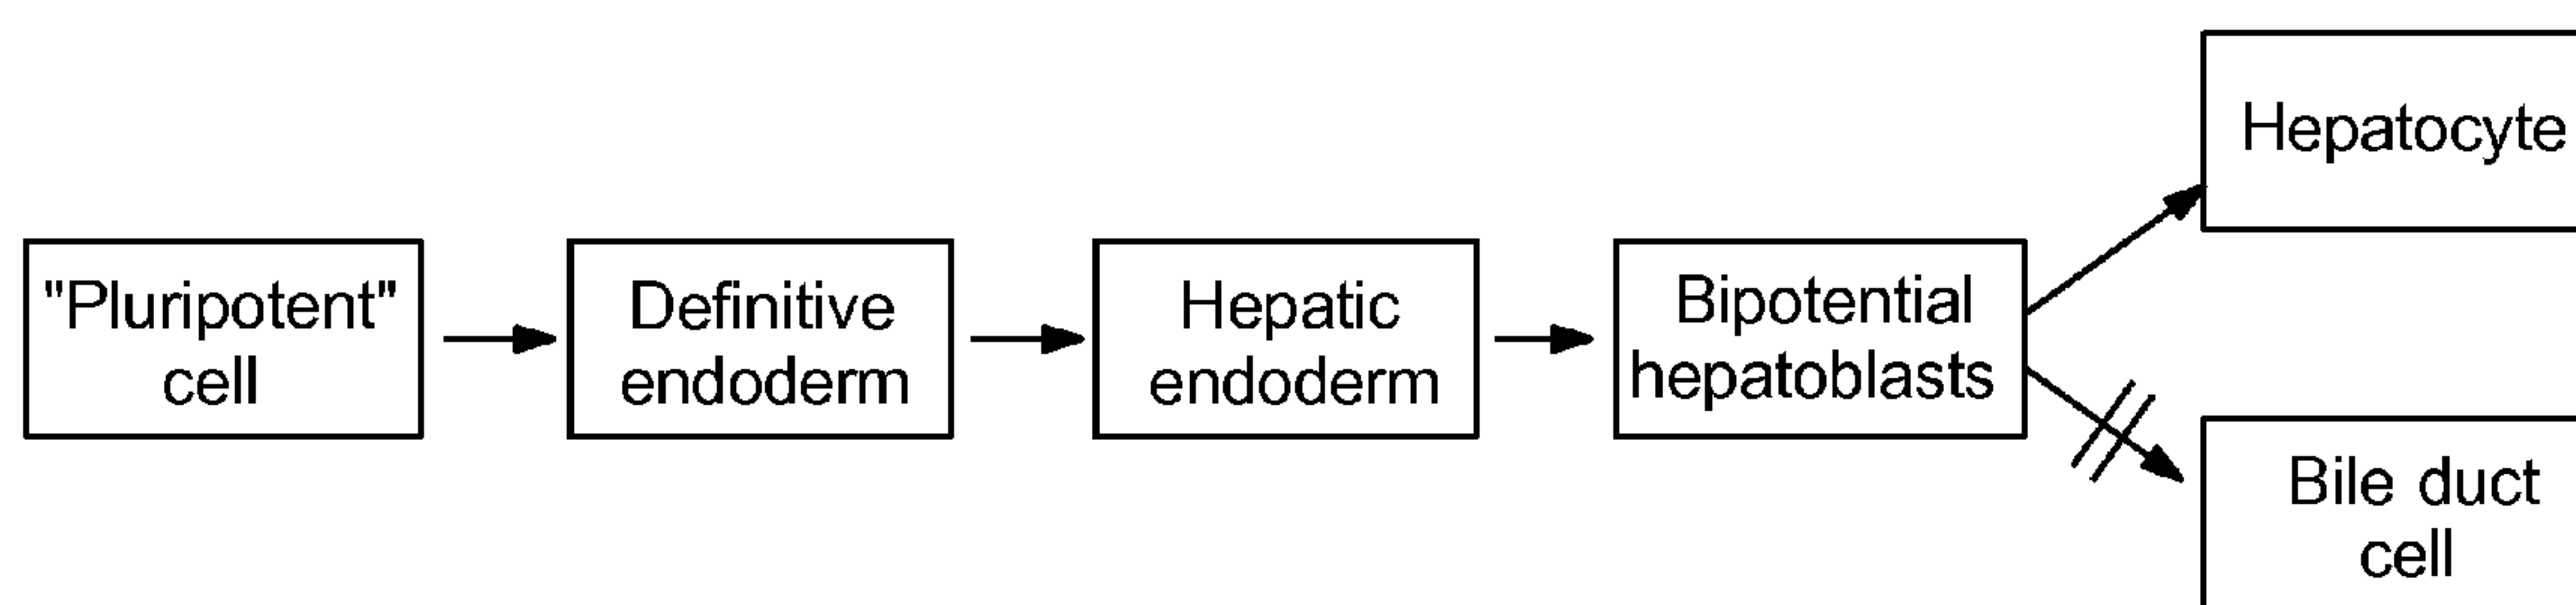 "Pluripotent"
cell
Definitive
endoderm
Hepatic
endoderm
Bipotential
hepatoblasts
Hepatocyte
Bile duct
cell